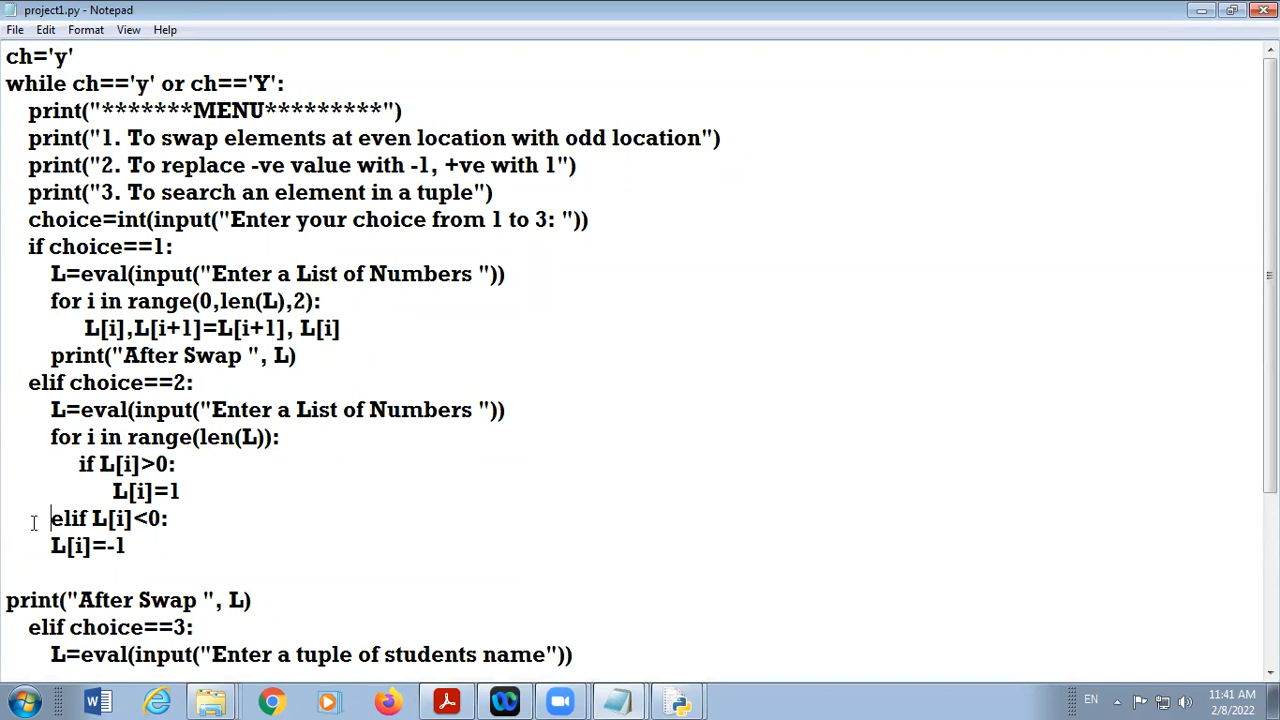 project1.py - Notepad
File Edit Format View Help
ch='y'
while ch=='y' or ch=='Y':
    print("*******MENU*********")
    print("1. To swap elements at even location with odd location")
    print("2. To replace -ve value with -1, +ve with 1")
    print("3. To search an element in a tuple")
    choice=int(input("Enter your choice from 1 to 3: "))
    if choice==1:
        L=eval(input("Enter a List of Numbers "))
        for i in range(0,len(L),2):
              L[i],L[i+1]=L[i+1], L[i]
        print("After Swap ", L)
    elif choice==2:
        L=eval(input("Enter a List of Numbers "))
        for i in range(len(L)):
             if L[i]>0:
                   L[i]=1
        elif L[i]<0:
        L[i]=-1
print("After Swap ", L)
    elif choice==3:
        L=eval(input("Enter a tuple of students name"))
EN
11:41 AM
2/8/2022